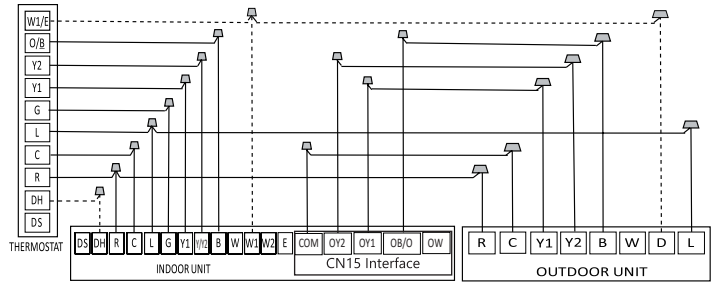 W1/E
O/B
Y2
Y1
G
L
C
R
DH
DS
THERMOSTAT
DS DH R C L G Y1 Y/Y2 B W W1 W2 E COM OY2 OY1 OB/O OW
CN15 Interface
INDOOR UNIT
R C Y1 Y2 B W D L
OUTDOOR UNIT